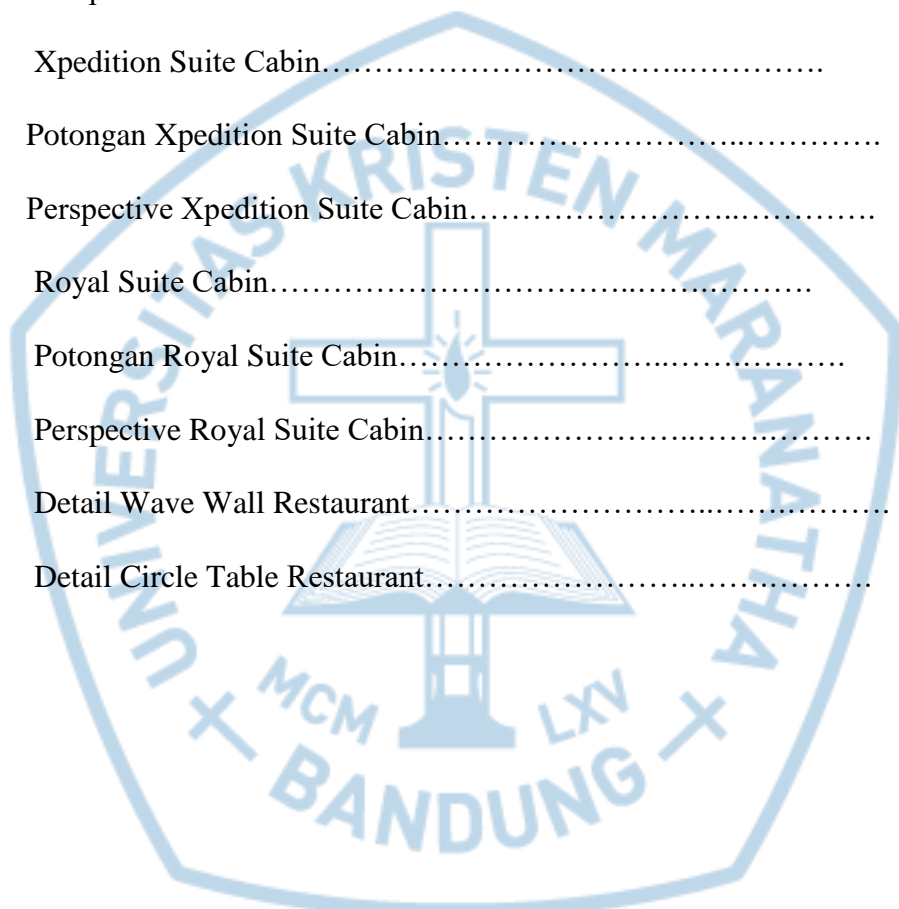 Xpedition Suite Cabin……………………………..………….
Potongan Xpedition Suite Cabin………………………..………….
Perspective Xpedition Suite Cabin……………………..………….
Royal Suite Cabin……………………………..…….……….
Potongan Royal Suite Cabin……………………..…….……….
Perspective Royal Suite Cabin……………………..……..……….
Detail Wave Wall Restaurant………………………..…….……….
Detail Circle Table Restaurant……………………..…….……….
UNIVERSITAS KRISTEN MARANATHA
MCM LXV
BANDUNG